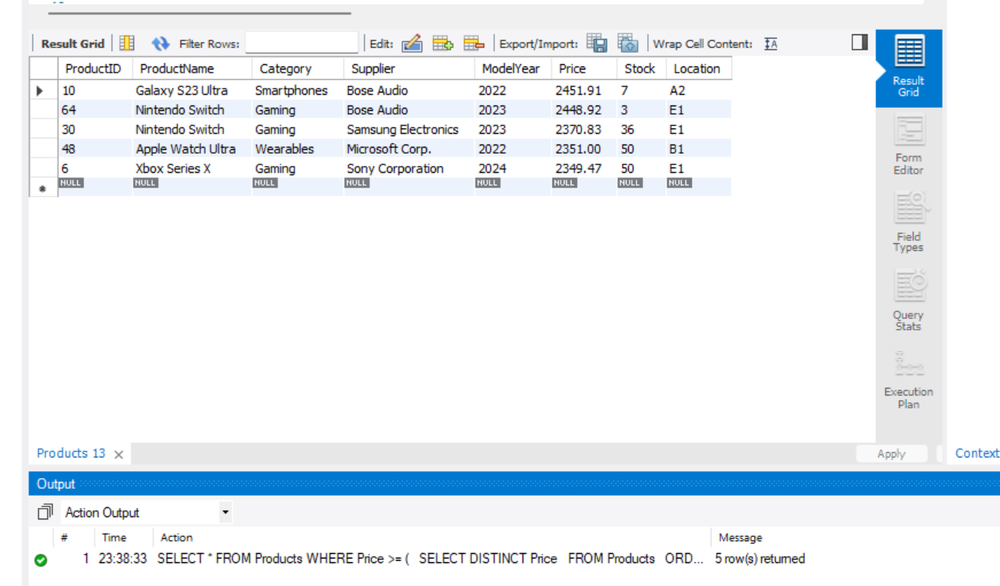 Result Grid Filter Rows: Edit: Export/Import: Wrap Cell Content: IA
ProductID ProductName Category Supplier ModelYear Price Stock Location
10 Galaxy S23 Ultra Smartphones Bose Audio 2022 2451.91 7 A2
64 Nintendo Switch Gaming Bose Audio 2023 2448.92 3 E1
30 Nintendo Switch Gaming Samsung Electronics 2023 2370.83 36 E1
48 Apple Watch Ultra Wearables Microsoft Corp. 2022 2351.00 50 B1
6 Xbox Series X Gaming Sony Corporation 2024 2349.47 50 E1
NULL NULL NULL NULL NULL NULL NULL NULL
Result
Grid
Form
Editor
Field
Types
Query
Stats
Execution
Plan
Products 13 Apply Context
Output
Action Output
# Time Action Message
1 23:38:33 SELECT * FROM Products WHERE Price >= ( SELECT DISTINCT Price FROM Products ORD... 5 row(s) returned